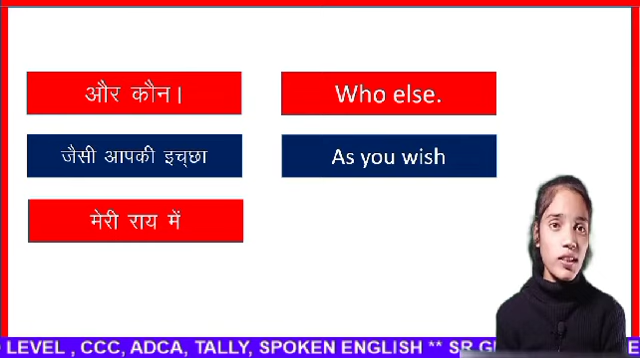 और कौन।
Who else.
जैसी आपकी इच्छा
As you wish
मेरी राय में
LEVEL , CCC, ADCA, TALLY, SPOKEN ENGLISH ** SR